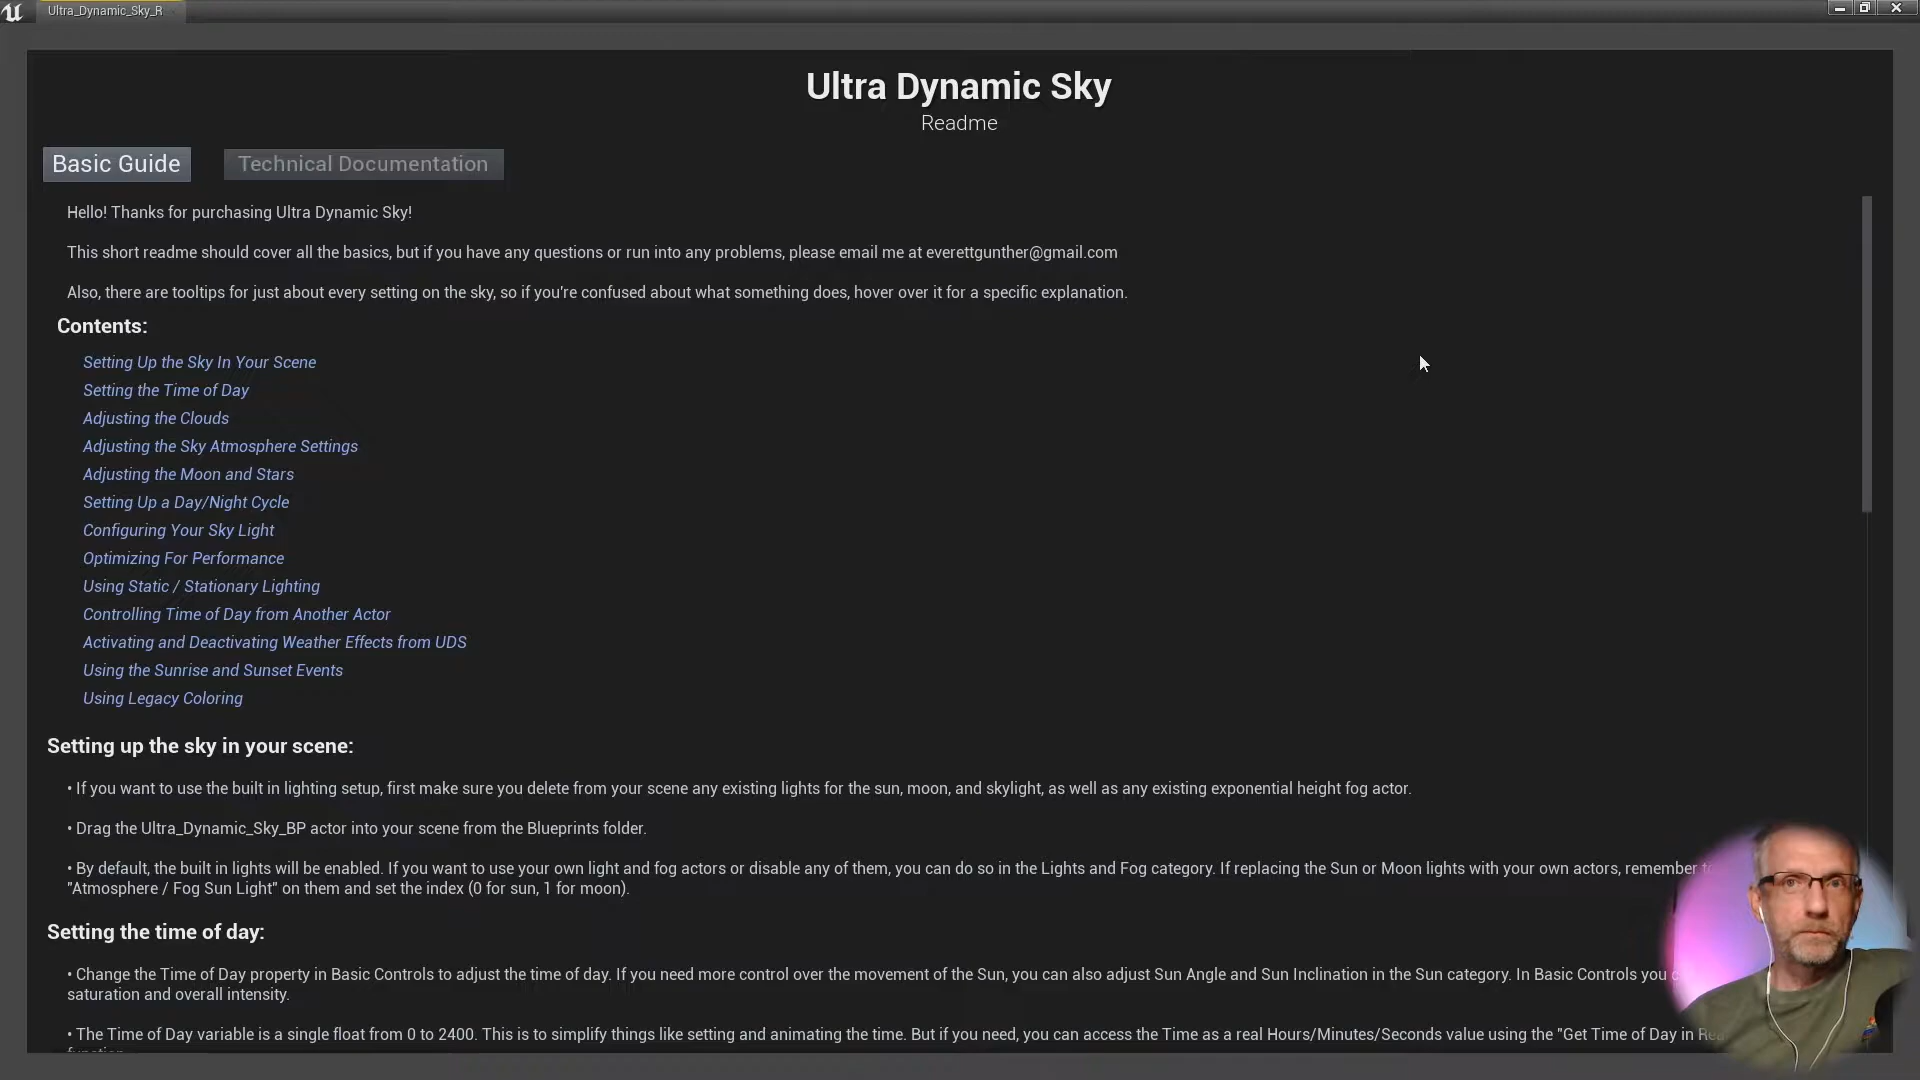 Ultra_Dynamic_Sky_R
Ultra Dynamic Sky
Readme
Basic Guide
Technical Documentation
Hello! Thanks for purchasing Ultra Dynamic Sky!
This short readme should cover all the basics, but if you have any questions or run into any problems, please email me at everettgunther@gmail.com
Also, there are tooltips for just about every setting on the sky, so if you're confused about what something does, hover over it for a specific explanation.
Contents:
Setting Up the Sky In Your Scene
Setting the Time of Day
Adjusting the Clouds
Adjusting the Sky Atmosphere Settings
Adjusting the Moon and Stars
Setting Up a Day/Night Cycle
Configuring Your Sky Light
Optimizing For Performance
Using Static / Stationary Lighting
Controlling Time of Day from Another Actor
Activating and Deactivating Weather Effects from UDS
Using the Sunrise and Sunset Events
Using Legacy Coloring
Setting up the sky in your scene:
• If you want to use the built in lighting setup, first make sure you delete from your scene any existing lights for the sun, moon, and skylight, as well as any existing exponential height fog actor.
• Drag the Ultra_Dynamic_Sky_BP actor into your scene from the Blueprints folder.
• By default, the built in lights will be enabled. If you want to use your own light and fog actors or disable any of them, you can do so in the Lights and Fog category. If replacing the Sun or Moon lights with your own actors, remember
"Atmosphere / Fog Sun Light" on them and set the index (0 for sun, 1 for moon).
Setting the time of day:
• Change the Time of Day property in Basic Controls to adjust the time of day. If you need more control over the movement of the Sun, you can also adjust Sun Angle and Sun Inclination in the Sun category. In Basic Controls you
saturation and overall intensity.
• The Time of Day variable is a single float from 0 to 2400. This is to simplify things like setting and animating the time. But if you need, you can access the Time as a real Hours/Minutes/Seconds value using the "Get Time of Day in